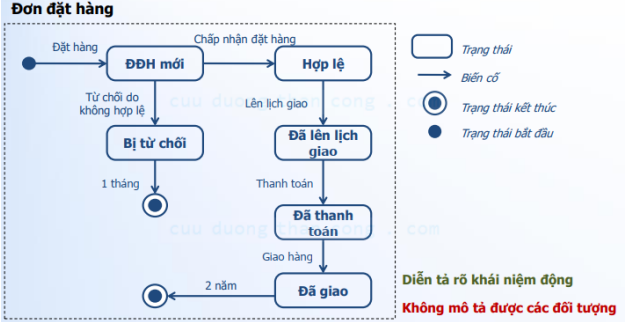 Đơn đặt hàng
Đặt hàng
ĐĐH mới
Chấp nhận đặt hàng
Hợp lệ
Từ chối do
không hợp lệ
Lên lịch giao
Bị từ chối
Đã lên lịch
giao
1 tháng
Thanh toán
Đã thanh
toán
Giao hàng
2 năm
Đã giao
Trạng thái
Biến cố
Trạng thái kết thúc
Trạng thái bắt đầu
cuu duong than cong . com
cuu duong than cong . com
Diễn tả rõ khái niệm động
Không mô tả được các đối tượng